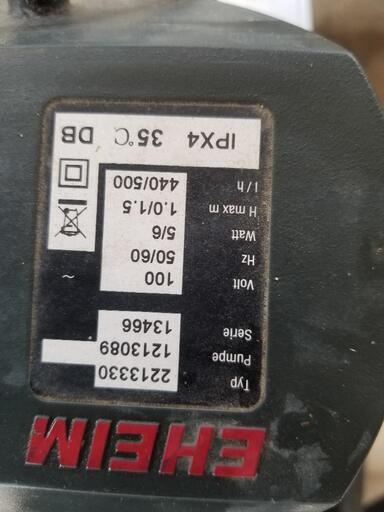 EHEIM
Typ 2213330
Pumpe 1213089
Serie 13466
Volt 100 ~
Hz 50/60
Watt 5/6
H max m 1.0/1.5
l/h 440/500
IPX4 35°C DB